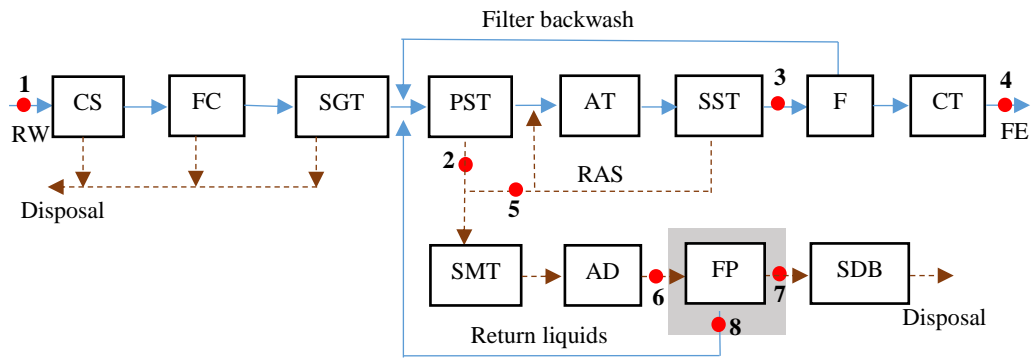 Filter backwash
1
3
4
CS
FC
SGT
PST
AT
SST
F
CT
RW
FE
2
RAS
Disposal
5
SMT
AD
FP
SDB
6
7
8
Return liquids
Disposal